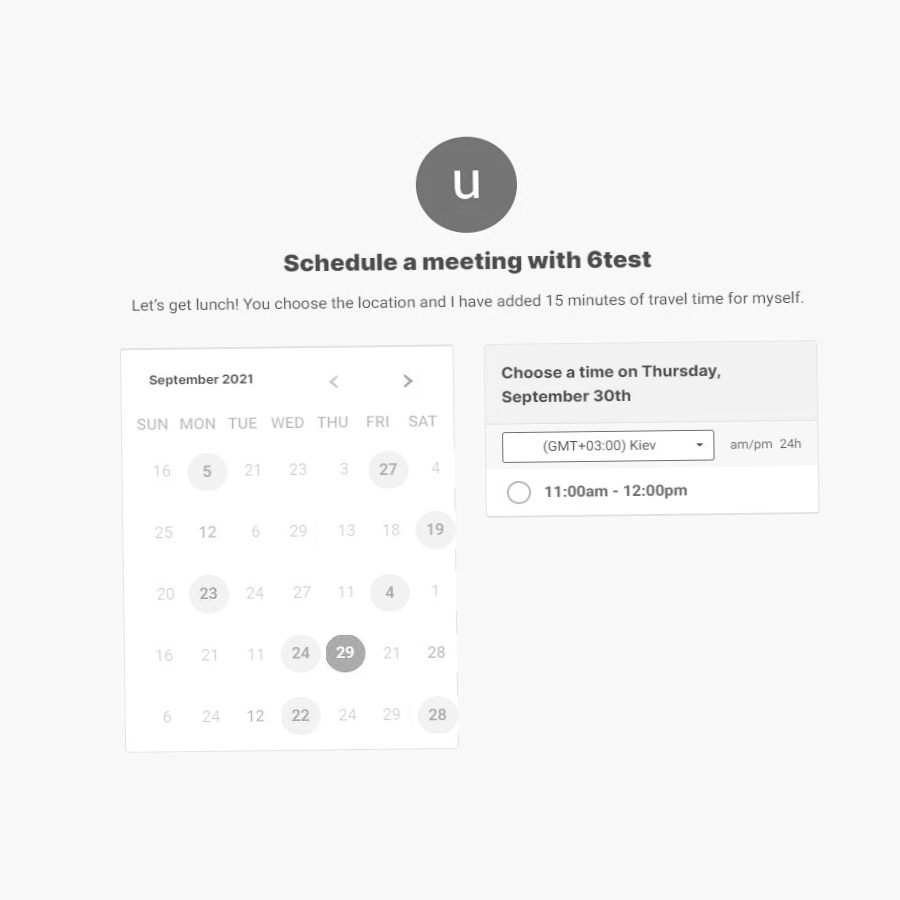 u
Schedule a meeting with 6test
Let's get lunch! You choose the location and I have added 15 minutes of travel time for myself.
September 2021
SUN MON TUE WED THU FRI SAT
16 5 21 23 3 27 4
25 12 6 29 13 18 19
20 23 24 27 11 4 1
16 21 11 24 29 21 28
6 24 12 22 24 29 28
Choose a time on Thursday,
September 30th
(GMT+03:00) Kiev am/pm 24h
11:00am - 12:00pm